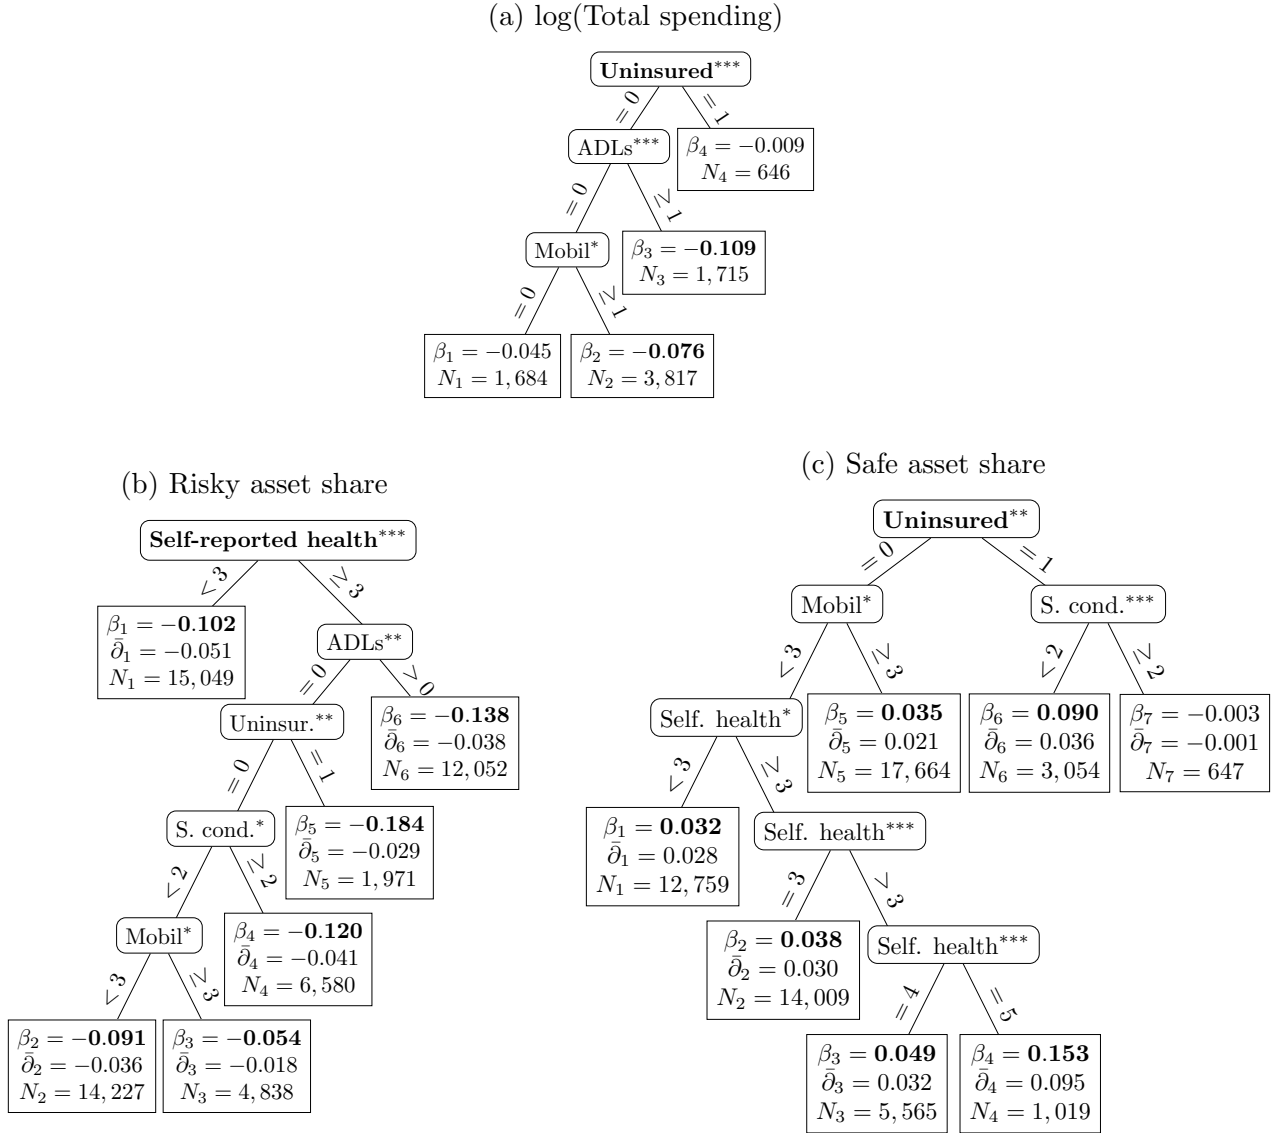 (a) log(Total spending)
Uninsured***
= 0
= 1
ADLs***
β₄ = −0.009
N₄ = 646
= 0
≥ 1
Mobil*
β₃ = −0.109
N₃ = 1, 715
= 0
≥ 1
β₁ = −0.045
N₁ = 1, 684
β₂ = −0.076
N₂ = 3, 817
(b) Risky asset share
Self-reported health***
< 3
≥ 3
β₁ = −0.102
∂̄₁ = −0.051
N₁ = 15, 049
ADLs**
= 0
> 0
Uninsur.**
β₆ = −0.138
∂̄₆ = −0.038
N₆ = 12, 052
= 0
= 1
S. cond.*
β₅ = −0.184
∂̄₅ = −0.029
N₅ = 1, 971
< 2
≥ 2
Mobil*
β₄ = −0.120
∂̄₄ = −0.041
N₄ = 6, 580
< 3
≥ 3
β₂ = −0.091
∂̄₂ = −0.036
N₂ = 14, 227
β₃ = −0.054
∂̄₃ = −0.018
N₃ = 4, 838
(c) Safe asset share
Uninsured**
= 0
= 1
Mobil*
S. cond.***
< 3
≥ 3
< 2
≥ 2
Self. health*
β₅ = 0.035
∂̄₅ = 0.021
N₅ = 17, 664
β₆ = 0.090
∂̄₆ = 0.036
N₆ = 3, 054
β₇ = −0.003
∂̄₇ = −0.001
N₇ = 647
< 3
≥ 3
β₁ = 0.032
∂̄₁ = 0.028
N₁ = 12, 759
Self. health***
= 3
> 3
β₂ = 0.038
∂̄₂ = 0.030
N₂ = 14, 009
Self. health***
= 4
= 5
β₃ = 0.049
∂̄₃ = 0.032
N₃ = 5, 565
β₄ = 0.153
∂̄₄ = 0.095
N₄ = 1, 019